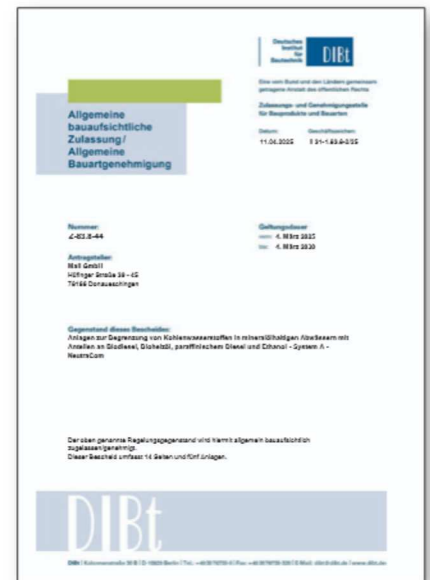 Deutsches
Institut
für
Bautechnik
DIBt
Eine vom Bund und den Ländern gemeinsam
getragene Anstalt des öffentlichen Rechts
Zulassungs- und Genehmigungsstelle
für Bauprodukte und Bauarten
Datum: Geschäftszeichen:
11.04.2025
Allgemeine
bauaufsichtliche
Zulassung/
Allgemeine
Bauartgenehmigung
Nummer:
Z-83.8-44
Geltungsdauer
vom: 4. März 2025
bis: 4. März 2030
Antragsteller:
Mall GmbH
Hüfinger Straße 39 - 45
78166 Donaueschingen
Gegenstand dieses Bescheides:
Anlagen zur Begrenzung von Kohlenwasserstoffen in mineralölhaltigen Abwässern mit
Anteilen an Biodiesel, Bioheizöl, paraffinischem Diesel und Ethanol - System A -
NeutraCom
Der oben genannte Regelungsgegenstand wird hiermit allgemein bauaufsichtlich
zugelassen/genehmigt.
Dieser Bescheid umfasst 14 Seiten und fünf Anlagen.
DIBt